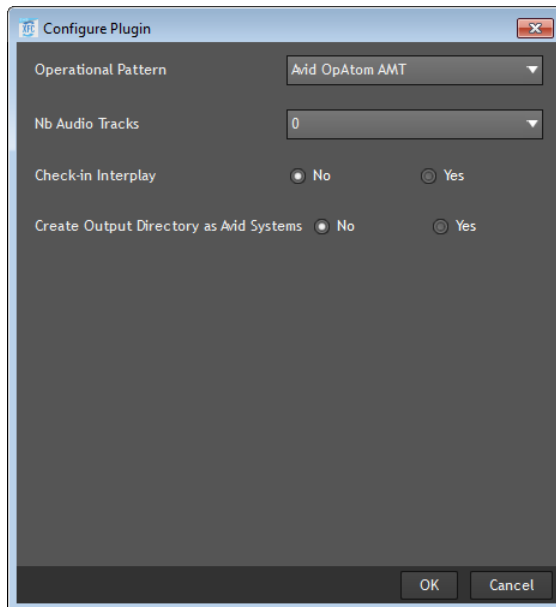 Configure Plugin
Operational Pattern Avid OpAtom AMT
Nb Audio Tracks 0
Check-in Interplay No Yes
Create Output Directory as Avid Systems No Yes
OK Cancel